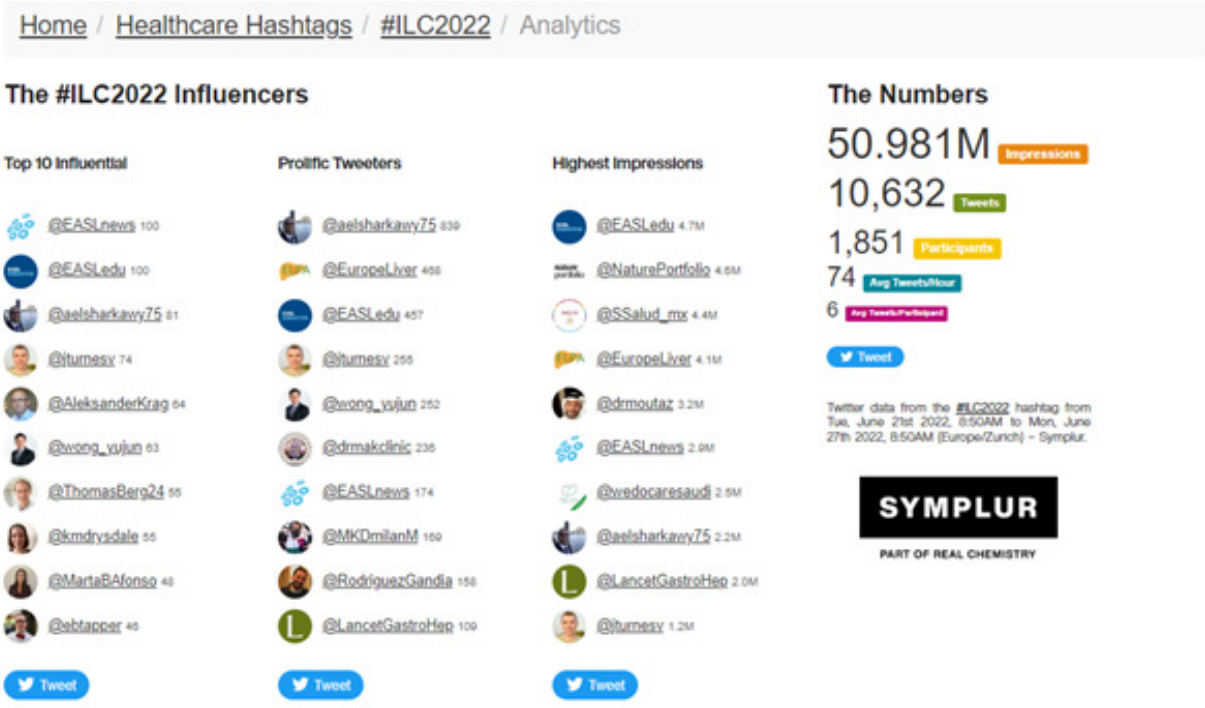 Home / Healthcare Hashtags / #ILC2022 / Analytics
The #ILC2022 Influencers
Top 10 Influential
@EASLnews 100
@EASLedu 100
@aelsharkawy75 81
@jturnesv 74
@AleksanderKrag 64
@wong_yujun 63
@ThomasBerg24 55
@kmdrysdale 55
@MartaBAfonso 48
@ebtapper 46
Tweet
Prolific Tweeters
@aelsharkawy75 839
@EuropeLiver 468
@EASLedu 457
@jturnesv 255
@wong_yujun 252
@drmakclinic 236
@EASLnews 174
@MKDmilanM 169
@RodriguezGandia 158
@LancetGastroHep 109
Tweet
Highest Impressions
@EASLedu 4.7M
@NaturePortfolio 4.6M
@SSalud_mx 4.4M
@EuropeLiver 4.1M
@drmoutaz 3.2M
@EASLnews 2.9M
@wedocaresaudi 2.5M
@aelsharkawy75 2.2M
@LancetGastroHep 2.0M
@jturnesv 1.2M
Tweet
The Numbers
50.981M Impressions
10,632 Tweets
1,851 Participants
74 Avg Tweets/Hour
6 Avg Tweets/Participant
Tweet
Twitter data from the #ILC2022 hashtag from
Tue, June 21st 2022, 8:50AM to Mon, June
27th 2022, 8:50AM (Europe/Zurich) – Symplur.
SYMPLUR
PART OF REAL CHEMISTRY